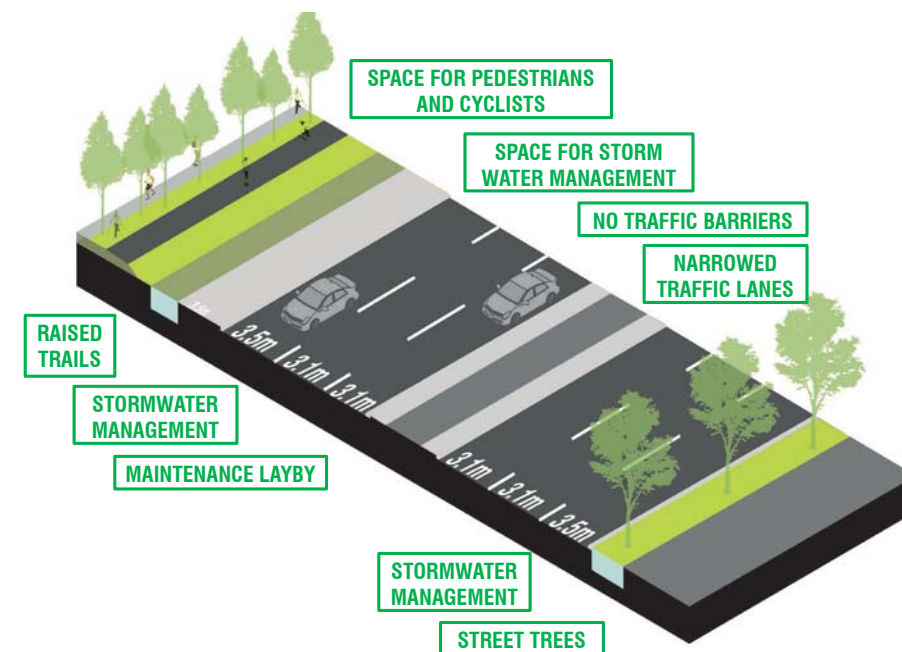 SPACE FOR PEDESTRIANS
AND CYCLISTS
SPACE FOR STORM
WATER MANAGEMENT
NO TRAFFIC BARRIERS
NARROWED
TRAFFIC LANES
RAISED
TRAILS
STORMWATER
MANAGEMENT
MAINTENANCE LAYBY
3.5m | 3.1m | 3.1m
3.1m | 3.1m | 3.5m
STORMWATER
MANAGEMENT
STREET TREES